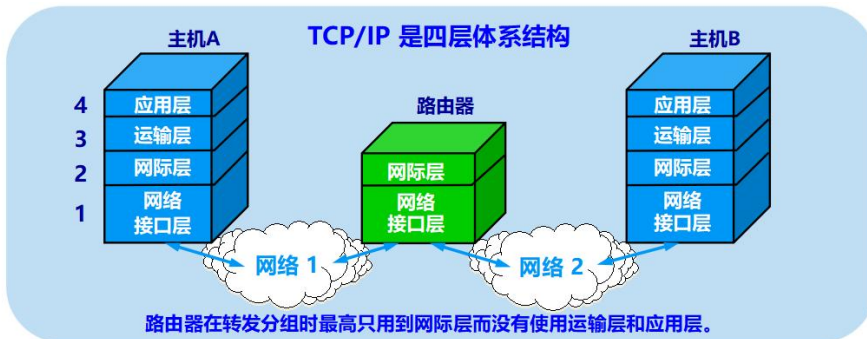 TCP/IP 是四层体系结构
主机A
主机B
路由器
4
应用层
3
运输层
2
网际层
1
网络
接口层
网际层
网络
接口层
应用层
运输层
网际层
网络
接口层
网络 1
网络 2
路由器在转发分组时最高只用到网际层而没有使用运输层和应用层。